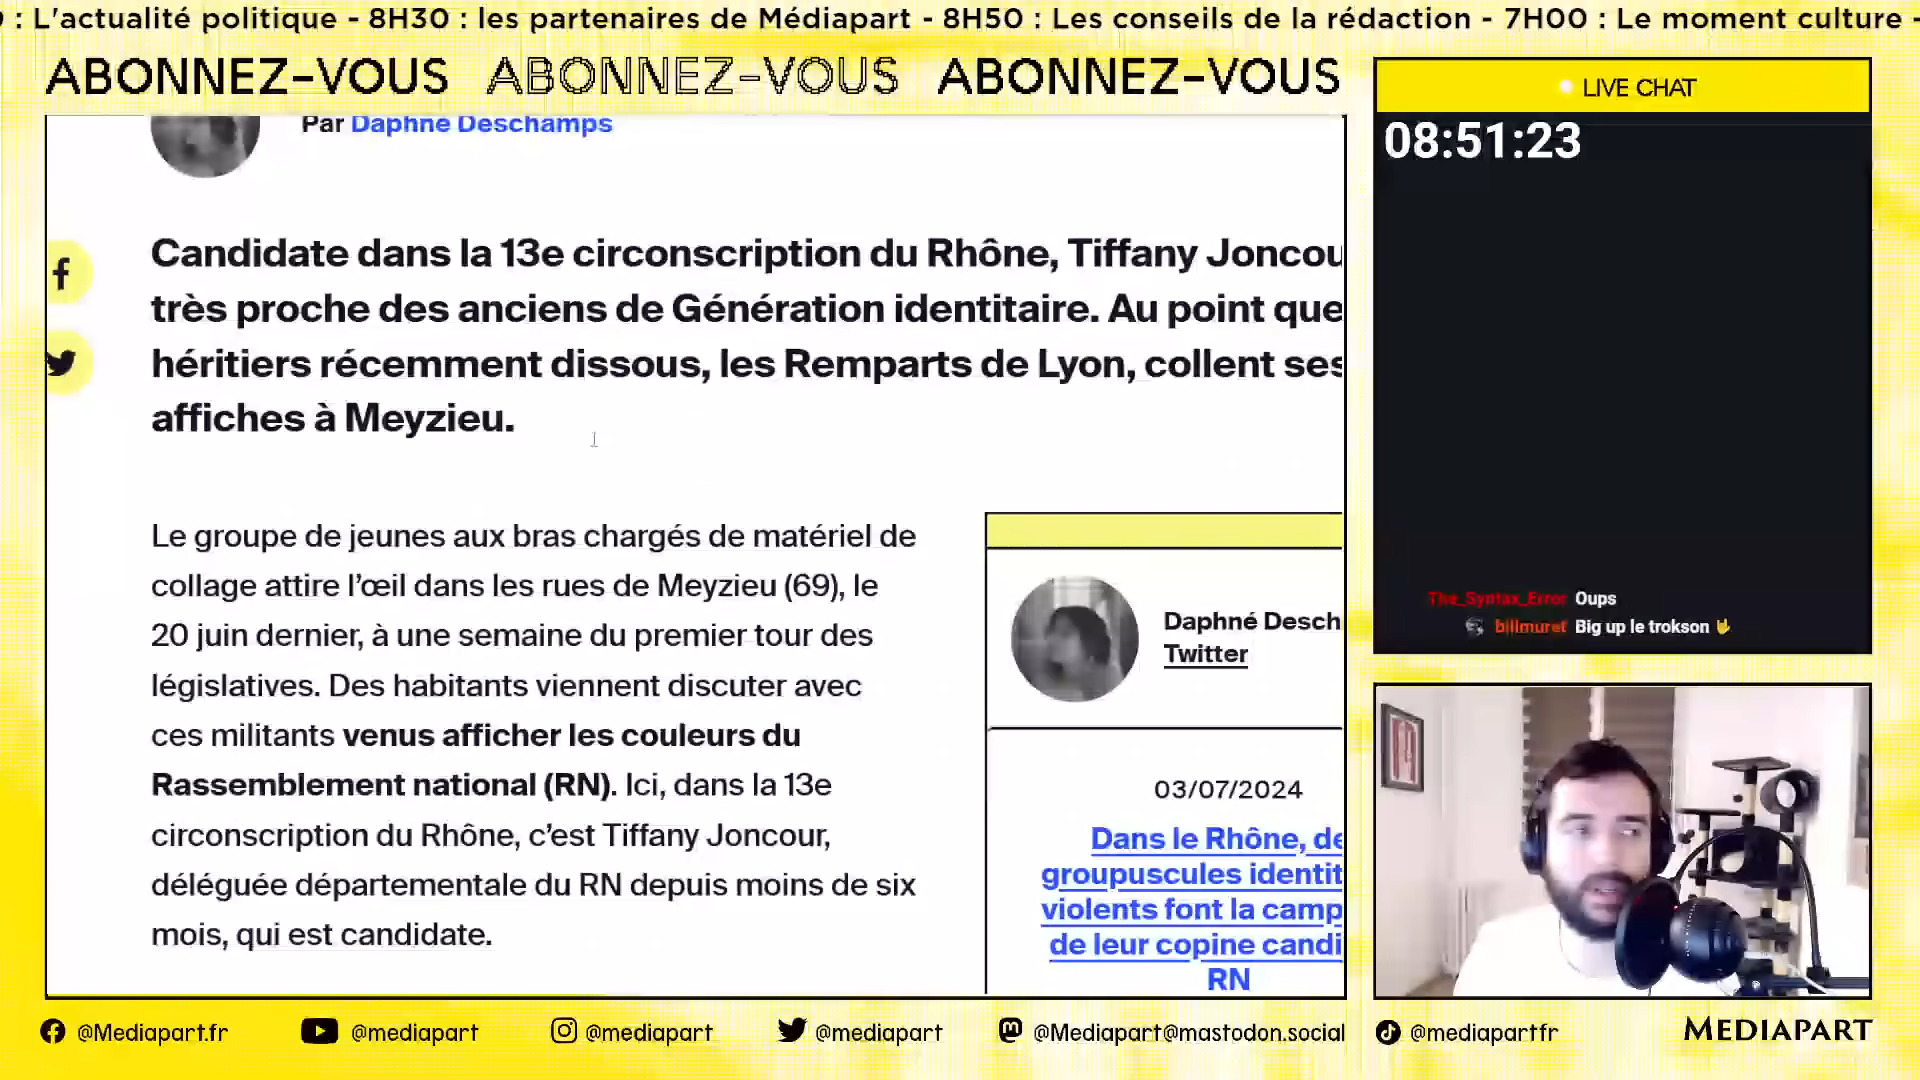 : L'actualité politique - 8H30 : les partenaires de Médiapart - 8H50 : Les conseils de la rédaction - 7H00 : Le moment culture -
ABONNEZ-VOUS ABONNEZ-VOUS ABONNEZ-VOUS
LIVE CHAT
08:51:23
Par Daphné Deschamps
Candidate dans la 13e circonscription du Rhône, Tiffany Joncou
très proche des anciens de Génération identitaire. Au point que
héritiers récemment dissous, les Remparts de Lyon, collent ses
affiches à Meyzieu.
Le groupe de jeunes aux bras chargés de matériel de
collage attire l’œil dans les rues de Meyzieu (69), le
20 juin dernier, à une semaine du premier tour des
législatives. Des habitants viennent discuter avec
ces militants venus afficher les couleurs du
Rassemblement national (RN). Ici, dans la 13e
circonscription du Rhône, c’est Tiffany Joncour,
déléguée départementale du RN depuis moins de six
mois, qui est candidate.
Daphné Desch
Twitter
03/07/2024
Dans le Rhône, de
groupuscules identit
violents font la camp
de leur copine candi
RN
The_Syntax_Error Oups
billmuret Big up le trokson
@Mediapart.fr @mediapart @mediapart @mediapart @Mediapart@mastodon.social @mediapartfr MEDIAPART